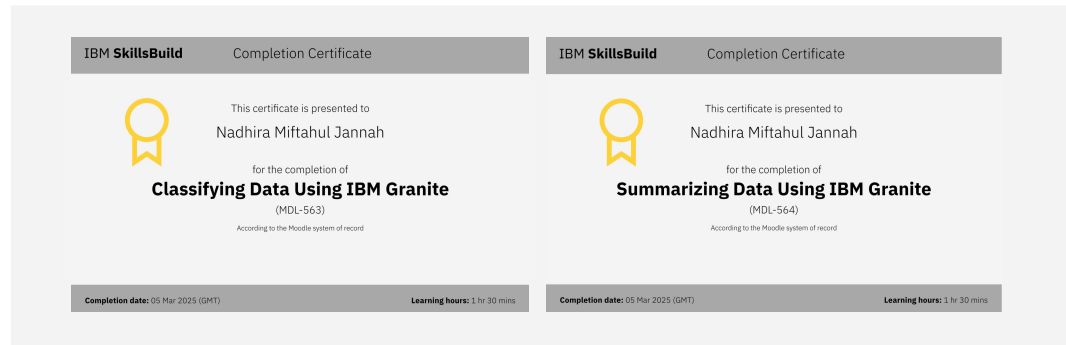 IBM SkillsBuild Completion Certificate
This certificate is presented to
Nadhira Miftahul Jannah
for the completion of
Classifying Data Using IBM Granite
(MDL-563)
According to the Moodle system of record
Completion date: 05 Mar 2025 (GMT) Learning hours: 1 hr 30 mins
IBM SkillsBuild Completion Certificate
This certificate is presented to
Nadhira Miftahul Jannah
for the completion of
Summarizing Data Using IBM Granite
(MDL-564)
According to the Moodle system of record
Completion date: 05 Mar 2025 (GMT) Learning hours: 1 hr 30 mins